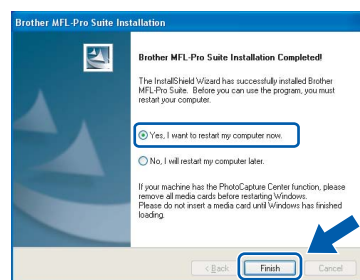 Brother MFL-Pro Suite Installation
Brother MFL-Pro Suite Installation Completed!
The InstallShield Wizard has successfully installed Brother
MFL-Pro Suite. Before you can use the program, you must
restart your computer.
Yes, I want to restart my computer now.
No, I will restart my computer later.
If your machine has the PhotoCapture Center function, please
remove all media cards before restarting Windows.
Please do not insert a media card until Windows has finished
loading.
< Back
Finish
Cancel